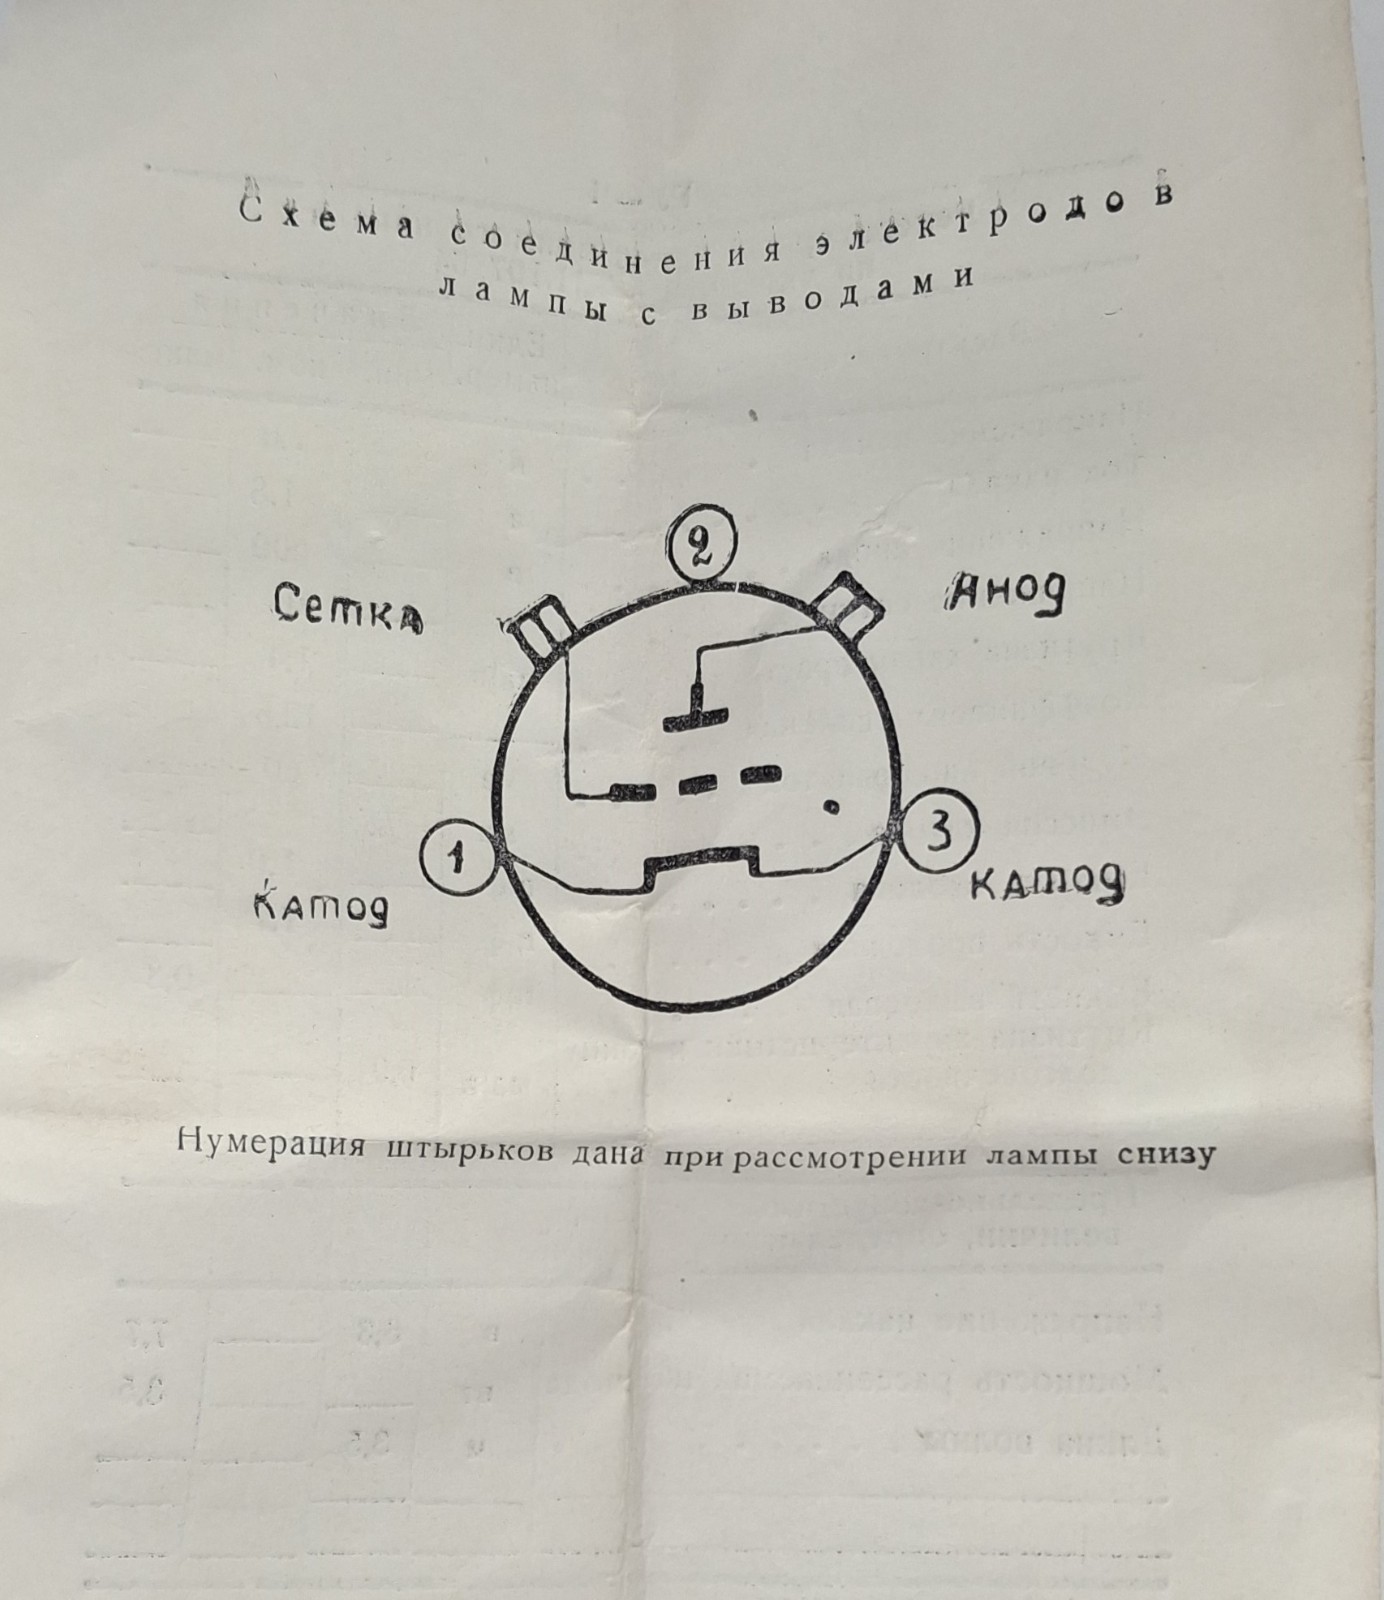 Схема соединения электродов
лампы с выводами
2
Сетка
Анод
1
3
Катод
Катод
Нумерация штырьков дана при рассмотрении лампы снизу